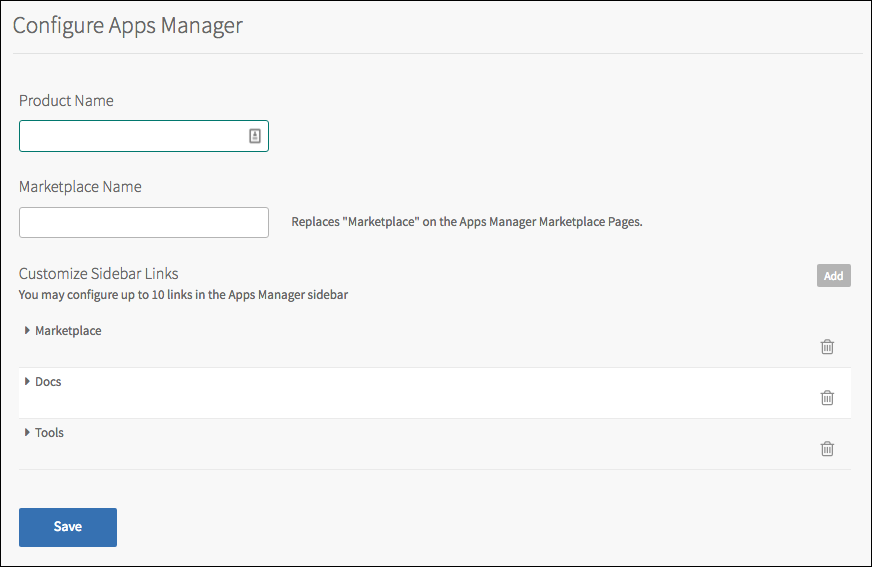 Configure Apps Manager
Product Name
Marketplace Name
Replaces "Marketplace" on the Apps Manager Marketplace Pages.
Customize Sidebar Links
Add
You may configure up to 10 links in the Apps Manager sidebar
Marketplace
Docs
Tools
Save